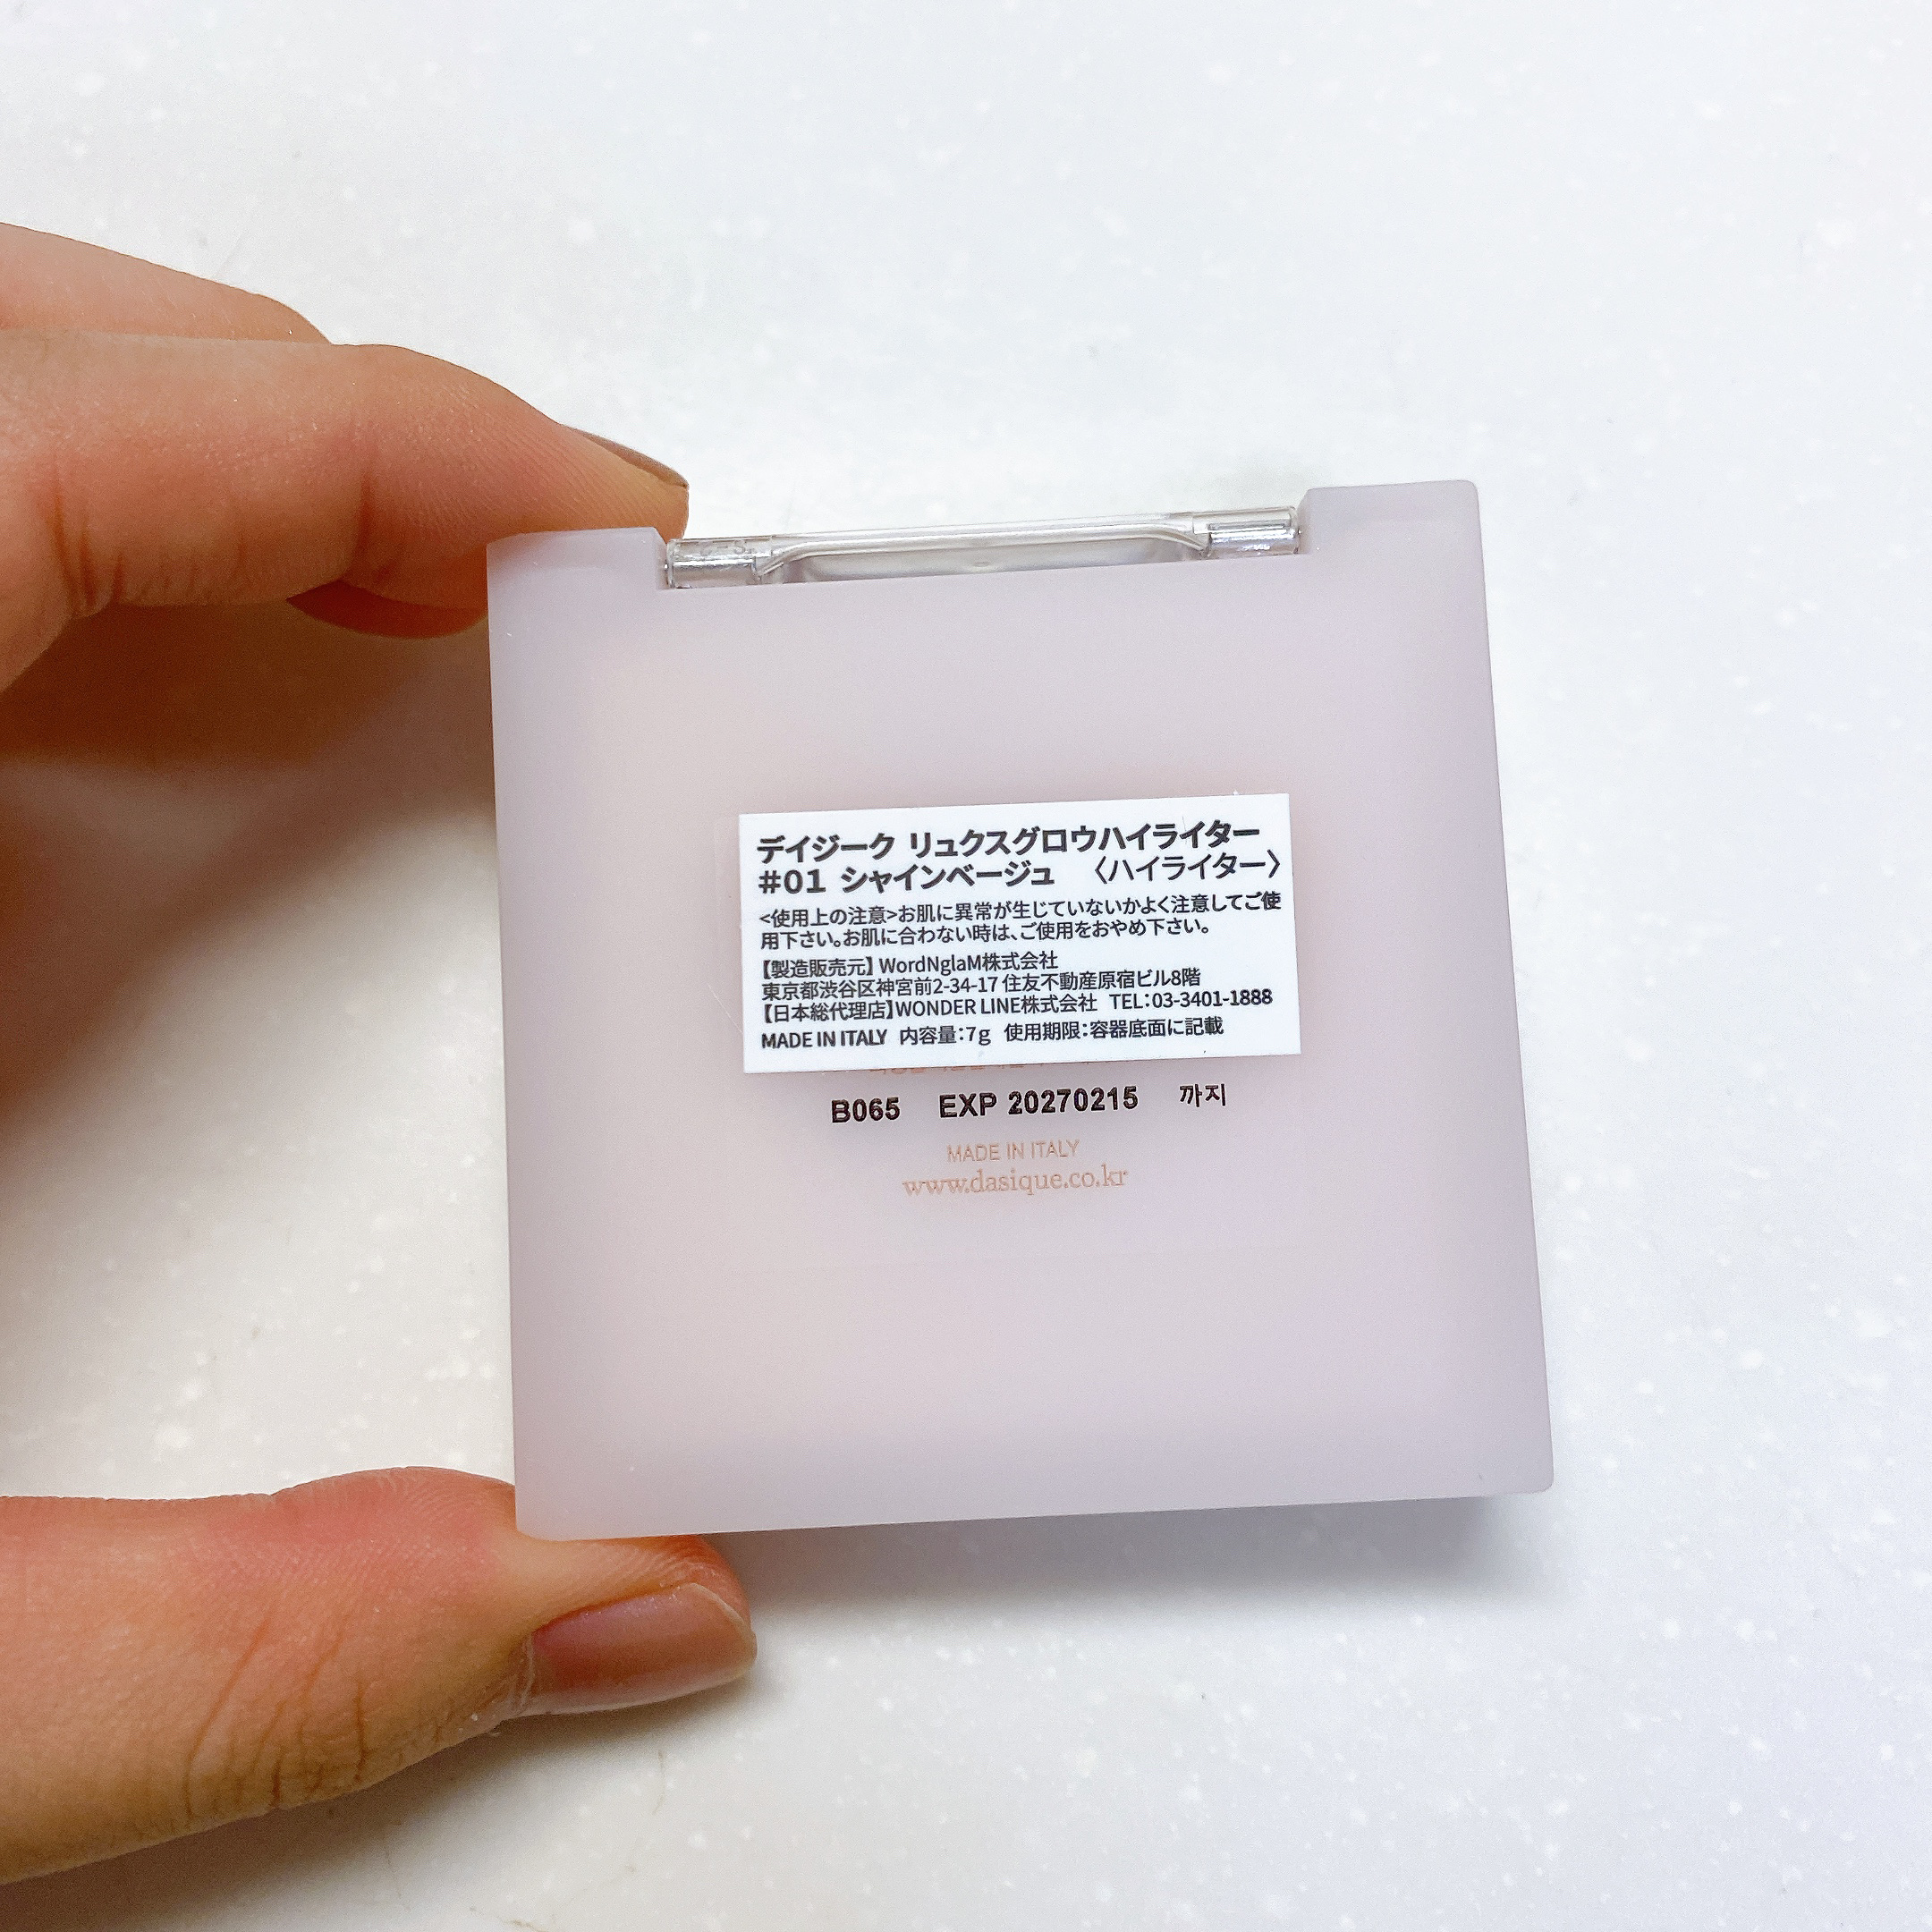 デイジーク リュクスグロウハイライター
#01 シャインベージュ 〈ハイライター〉
<使用上の注意>お肌に異常が生じていないかよく注意してご使
用下さい。お肌に合わない時は、ご使用をおやめ下さい。
【製造販売元】 WordNglaM株式会社
東京都渋谷区神宮前2-34-17 住友不動産原宿ビル8階
【日本総代理店】WONDER LINE株式会社 TEL:03-3401-1888
MADE IN ITALY 内容量:7g 使用期限:容器底面に記載
B065 EXP 20270215 까지
MADE IN ITALY
www.dasique.co.kr